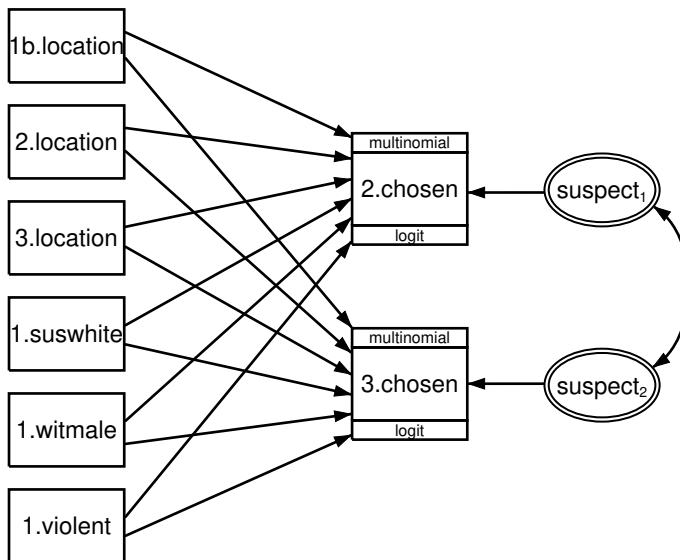 1b.location
2.location
3.location
1.suswhite
1.witmale
1.violent
multinomial
2.chosen
logit
multinomial
3.chosen
logit
suspect₁
suspect₂